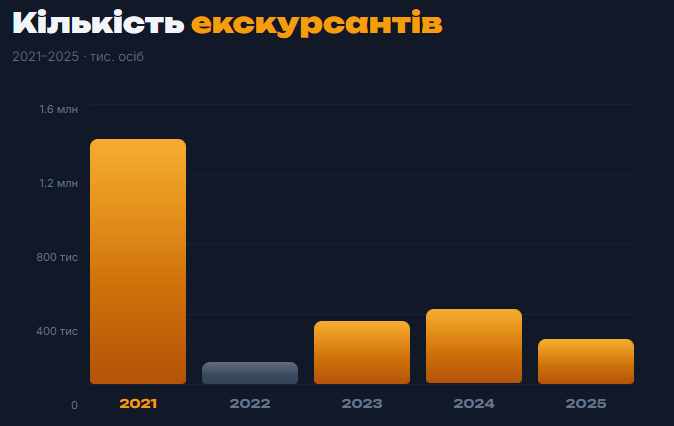 Кількість екскурсантів
2021–2025 · тис. осіб
1.6 млн
1.2 млн
800 тис
400 тис
0
2021 2022 2023 2024 2025